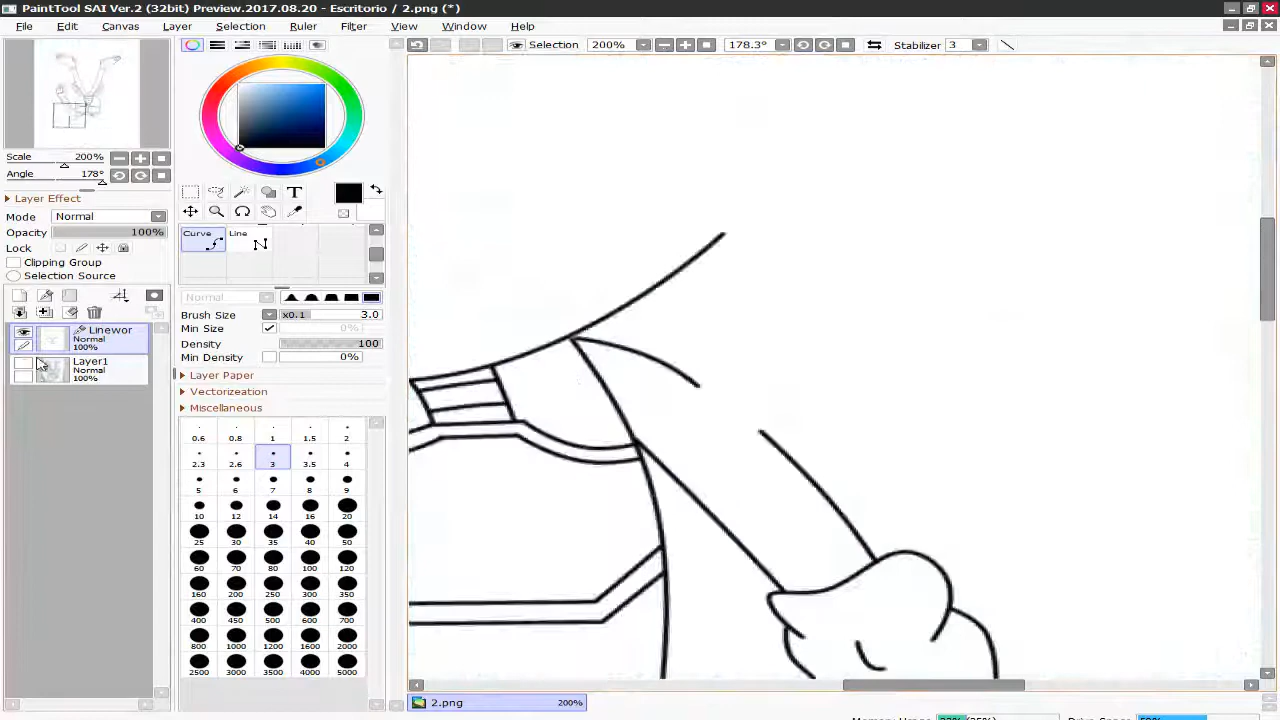 PaintTool SAI Ver.2 (32bit) Preview.2017.08.20 - Escritorio / 2.png (*)
File Edit Canvas Layer Selection Ruler Filter View Window Help
Selection 200% 178.3° Stabilizer 3
Scale 200%
Angle 178°
Layer Effect
Mode Normal
Opacity 100%
Lock
Clipping Group
Selection Source
Linewor
Normal
100%
Layer1
Normal
100%
T
Curve Line
Normal
Brush Size x0.1 3.0
Min Size 0%
Density 100
Min Density 0%
Layer Paper
Vectorization
Miscellaneous
0.6 0.8 1 1.5 2
2.3 2.6 3 3.5 4
5 6 7 8 9
10 12 14 16 20
25 30 35 40 50
60 70 80 100 120
160 200 250 300 350
400 450 500 600 700
800 1000 1200 1600 2000
2500 3000 3500 4000 5000
2.png 200%